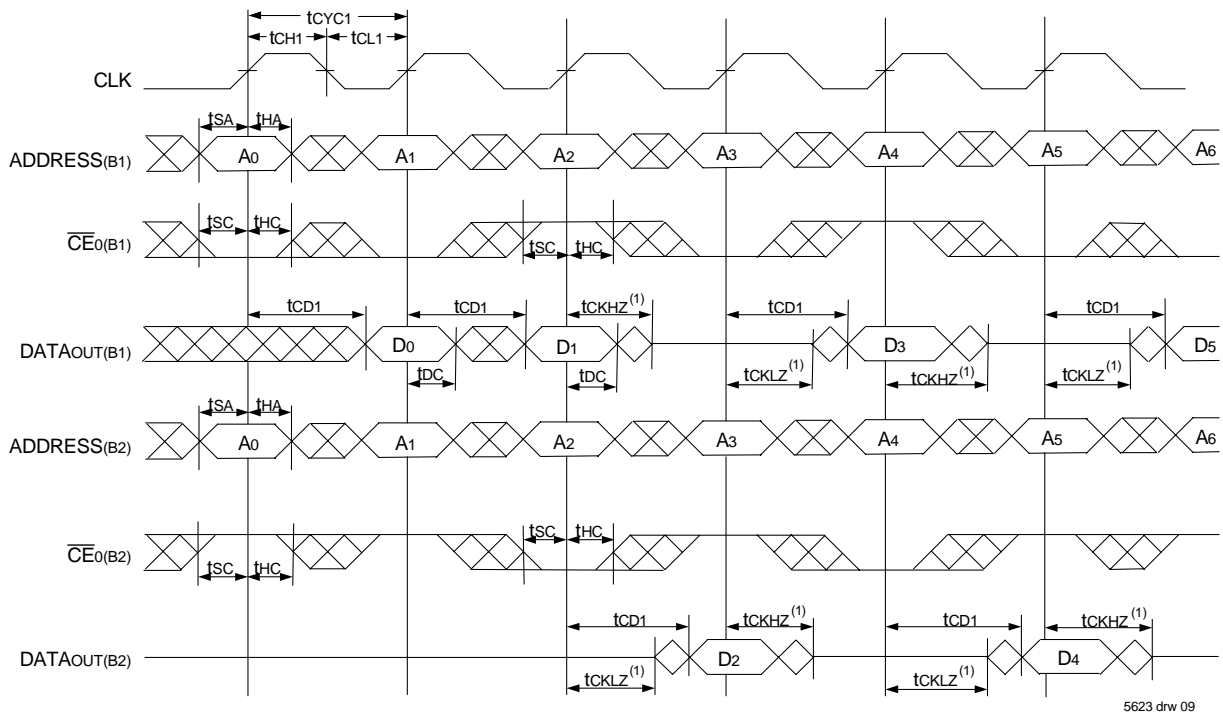 tCYC1
tCH1 tCL1
CLK
tSA tHA
ADDRESS(B1) A0 A1 A2 A3 A4 A5 A6
tSC tHC
CE0(B1)
tSC tHC
tCD1 tCD1 tCKHZ(1) tCD1 tCD1
DATAOUT(B1) D0 D1 D3 D5
tDC tDC tCKLZ(1) tCKHZ(1) tCKLZ(1)
tSA tHA
ADDRESS(B2) A0 A1 A2 A3 A4 A5 A6
tSC tHC
CE0(B2)
tSC tHC
tCD1 tCKHZ(1) tCD1 tCKHZ(1)
DATAOUT(B2) D2 D4
tCKLZ(1) tCKLZ(1)
5623 drw 09